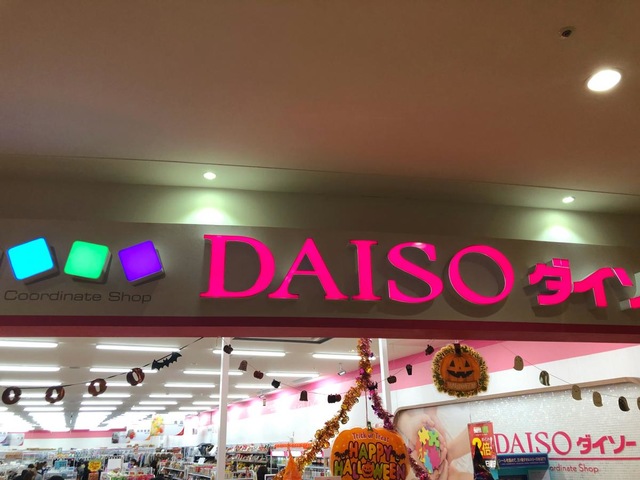 Coordinate Shop
DAISO ダイソ
Trick or Treat!
HAPPY
HALLOWEEN
DAISO ダイソー
Coordinate Shop